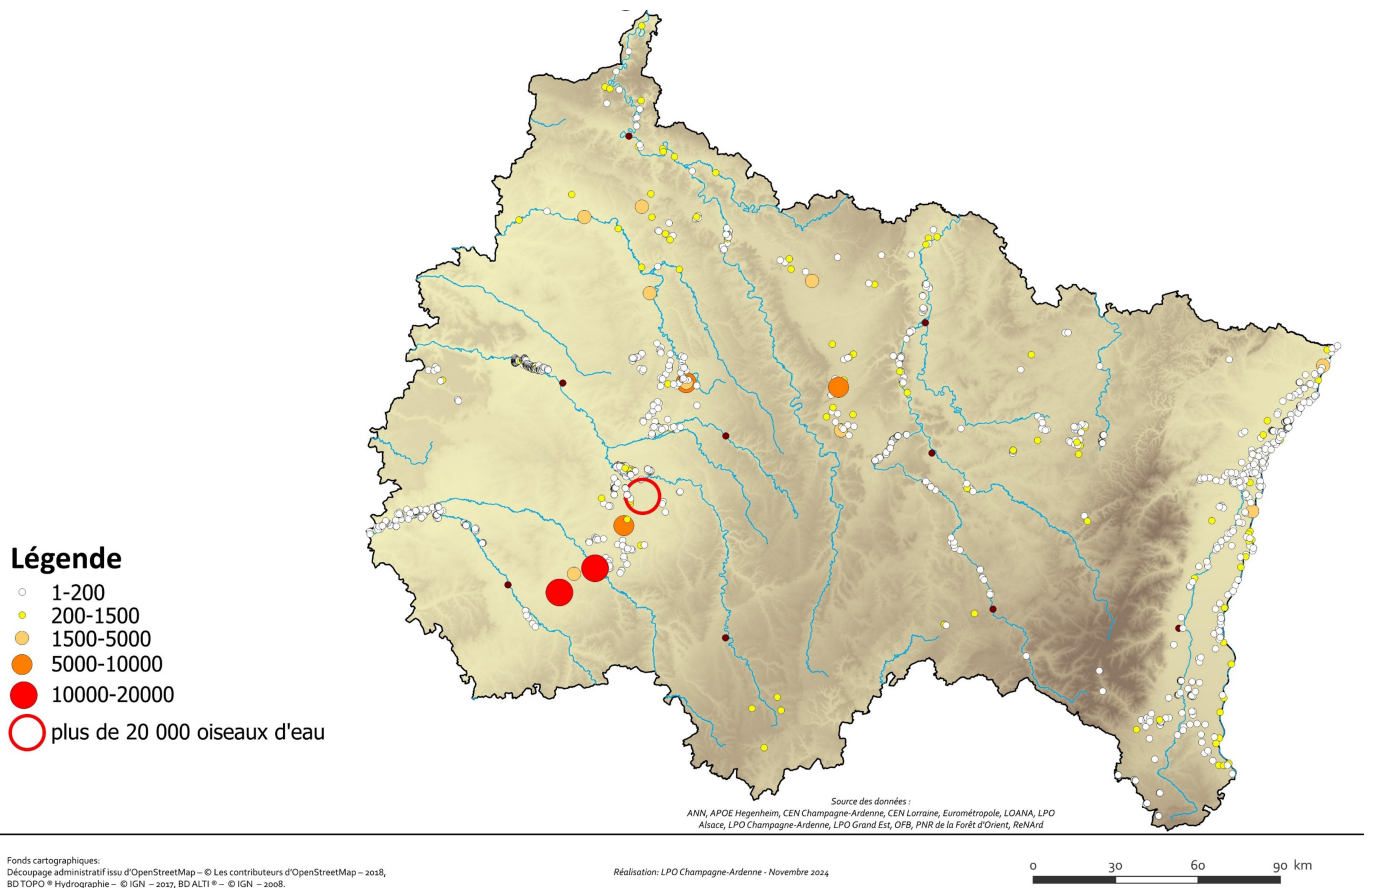 Légende
1-200
200-1500
1500-5000
5000-10000
10000-20000
plus de 20 000 oiseaux d'eau
Source des données :
ANN, APOE Hegenheim, CEN Champagne-Ardenne, CEN Lorraine, Eurométropole, LOANA, LPO
Alsace, LPO Champagne-Ardenne, LPO Grand Est, OFB, PNR de la Forêt d'Orient, ReNArd
Fonds cartographiques:
Découpage administratif issu d'OpenStreetMap – © Les contributeurs d'OpenStreetMap – 2018,
BD TOPO ® Hydrographie – © IGN – 2017, BD ALTI ® – © IGN – 2008.
Réalisation: LPO Champagne-Ardenne - Novembre 2024
0 30 60 90 km